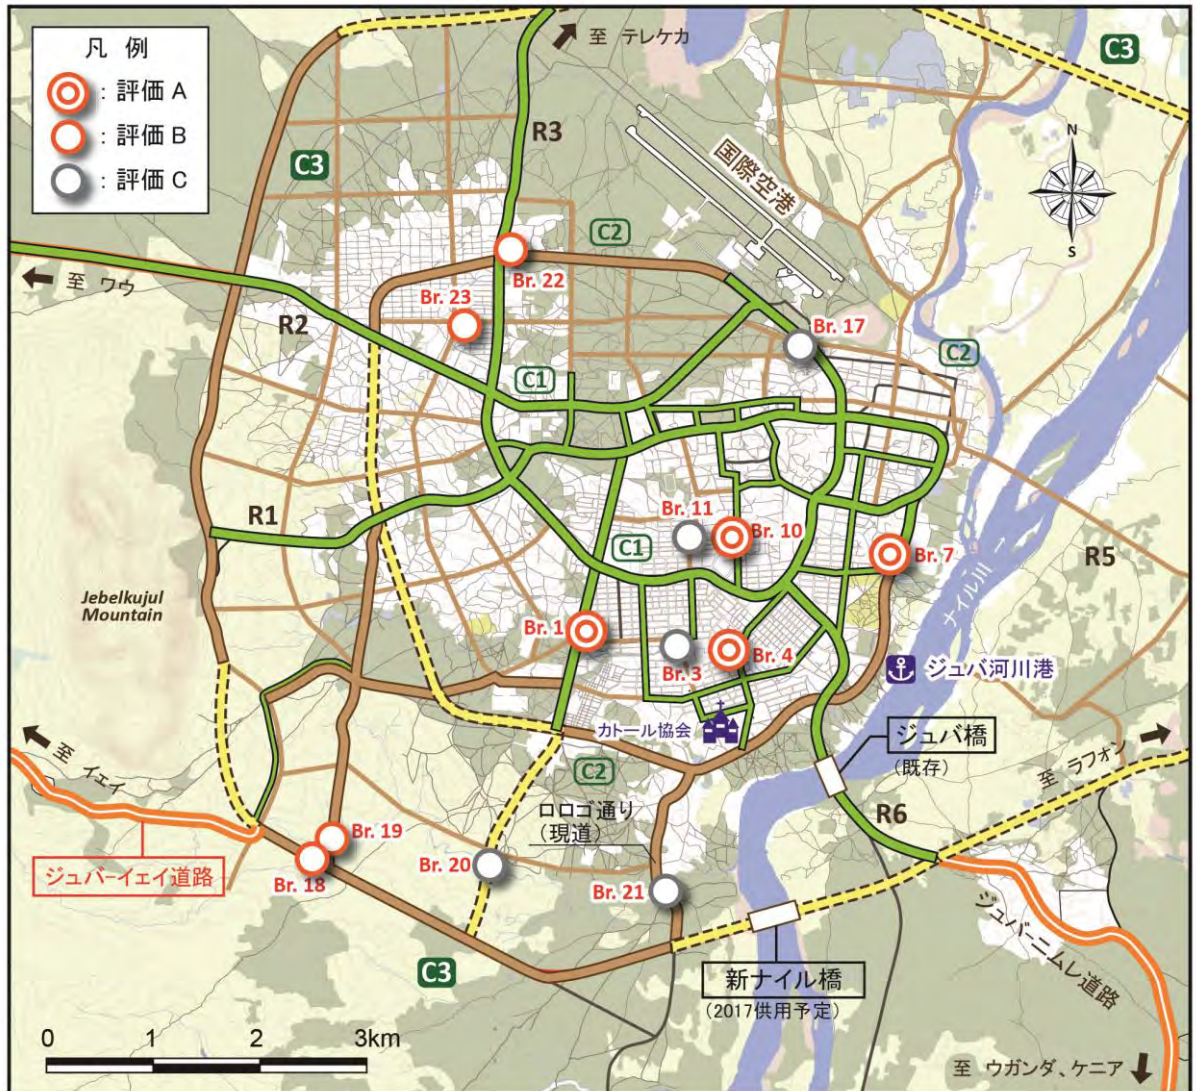 凡 例
: 評価 A
: 評価 B
: 評価 C
至 テレケカ
C3
R3
国際空港
N
S
C3
C2
至 ワウ
R2
Br. 22
Br. 23
Br. 17
C2
C1
R1
Br. 11
Br. 10
C1
Br. 7
R5
ナイル川 →
Jebelkujul
Mountain
Br. 1
Br. 3
Br. 4
ジュバ河川港
カトール協会
ジュバ橋
(既存)
至 ラフォン
至 イェイ
C2
ロロゴ通り
(現道)
R6
Br. 19
Br. 18
Br. 20
Br. 21
ジュバ-イェイ道路
ジュバ-ニムレ道路
C3
新ナイル橋
(2017供用予定)
0 1 2 3km
至 ウガンダ、ケニア